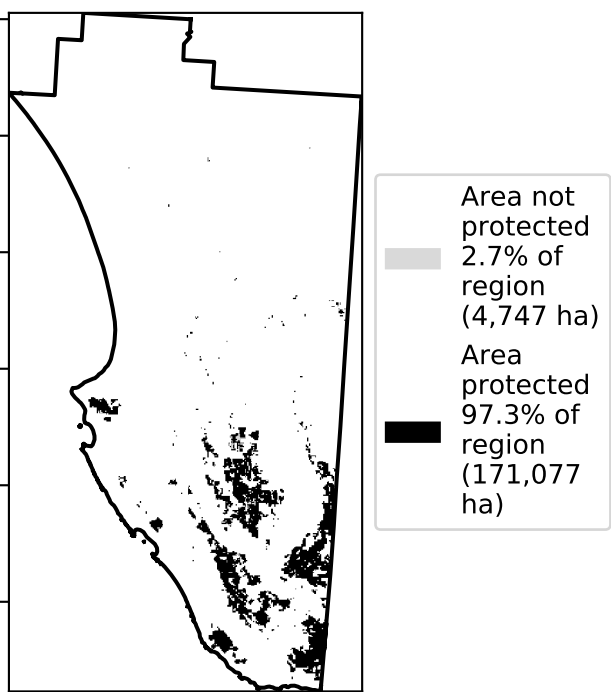 Area not
protected
2.7% of
region
(4,747 ha)
Area
protected
97.3% of
region
(171,077
ha)